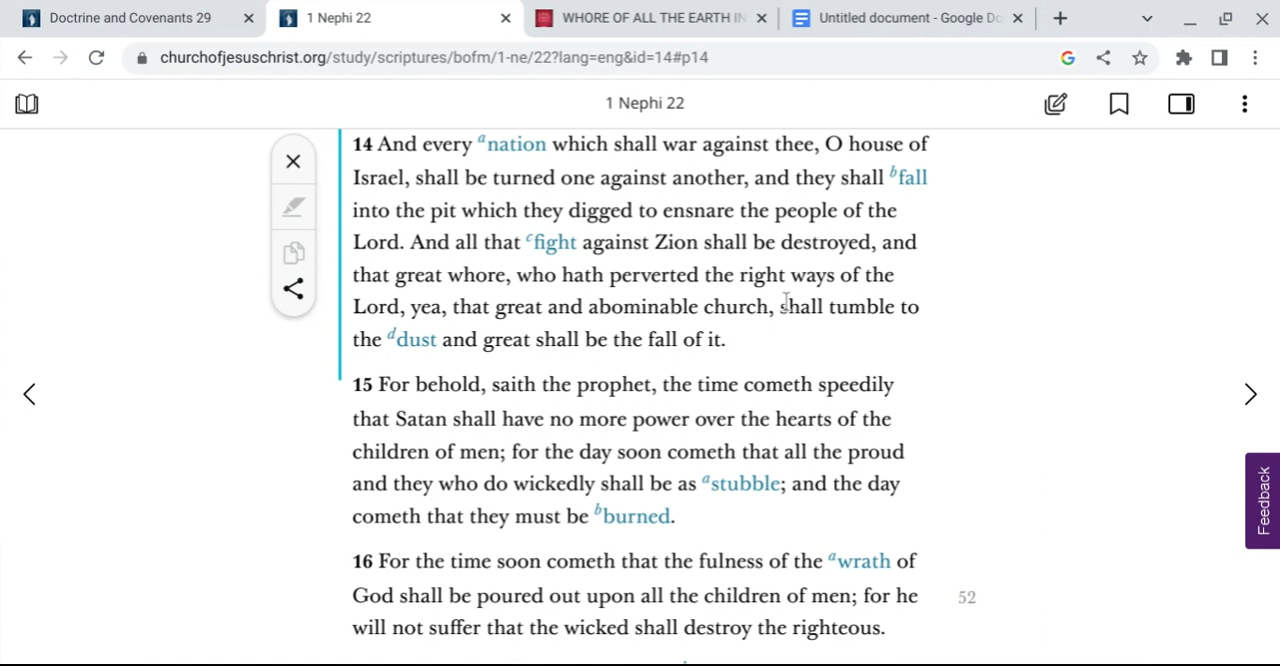 Doctrine and Covenants 29
1 Nephi 22
WHORE OF ALL THE EARTH IN
Untitled document - Google Do
churchofjesuschrist.org/study/scriptures/bofm/1-ne/22?lang=eng&id=14#p14
1 Nephi 22
14 And every a nation which shall war against thee, O house of
Israel, shall be turned one against another, and they shall b fall
into the pit which they digged to ensnare the people of the
Lord. And all that c fight against Zion shall be destroyed, and
that great whore, who hath perverted the right ways of the
Lord, yea, that great and abominable church, shall tumble to
the d dust and great shall be the fall of it.
15 For behold, saith the prophet, the time cometh speedily
that Satan shall have no more power over the hearts of the
children of men; for the day soon cometh that all the proud
and they who do wickedly shall be as a stubble; and the day
cometh that they must be b burned.
16 For the time soon cometh that the fulness of the a wrath of
God shall be poured out upon all the children of men; for he
will not suffer that the wicked shall destroy the righteous.
52
Feedback